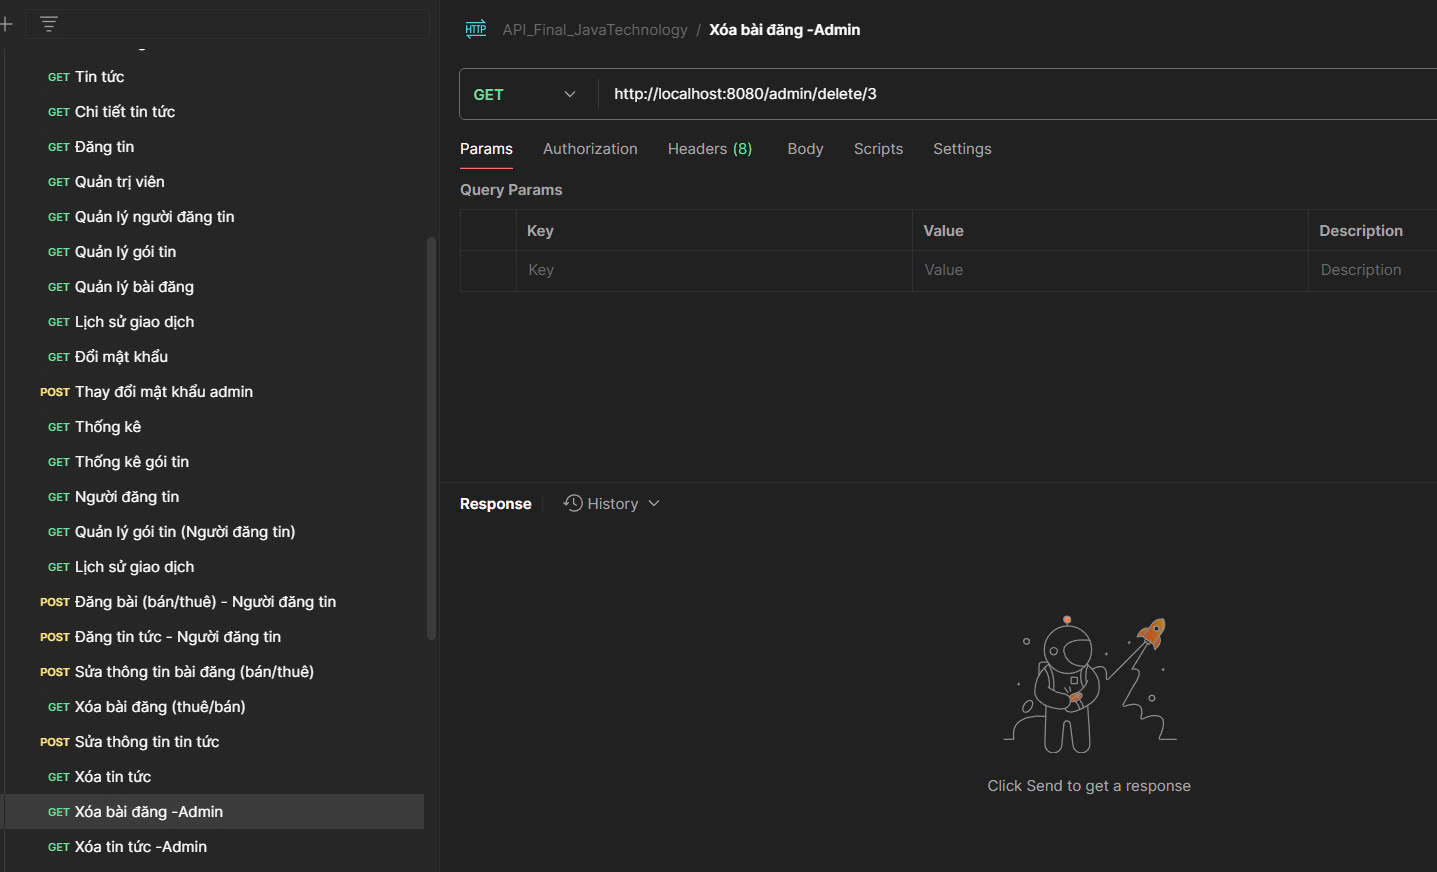 GET Tin tức
GET Chi tiết tin tức
GET Đăng tin
GET Quản trị viên
GET Quản lý người đăng tin
GET Quản lý gói tin
GET Quản lý bài đăng
GET Lịch sử giao dịch
GET Đổi mật khẩu
POST Thay đổi mật khẩu admin
GET Thống kê
GET Thống kê gói tin
GET Người đăng tin
GET Quản lý gói tin (Người đăng tin)
GET Lịch sử giao dịch
POST Đăng bài (bán/thuê) - Người đăng tin
POST Đăng tin tức - Người đăng tin
POST Sửa thông tin bài đăng (bán/thuê)
GET Xóa bài đăng (thuê/bán)
POST Sửa thông tin tin tức
GET Xóa tin tức
GET Xóa bài đăng -Admin
GET Xóa tin tức -Admin
HTTP API_Final_JavaTechnology / Xóa bài đăng -Admin
GET http://localhost:8080/admin/delete/3
Params Authorization Headers (8) Body Scripts Settings
Query Params
Key Value Description
Key Value Description
Response History
Click Send to get a response